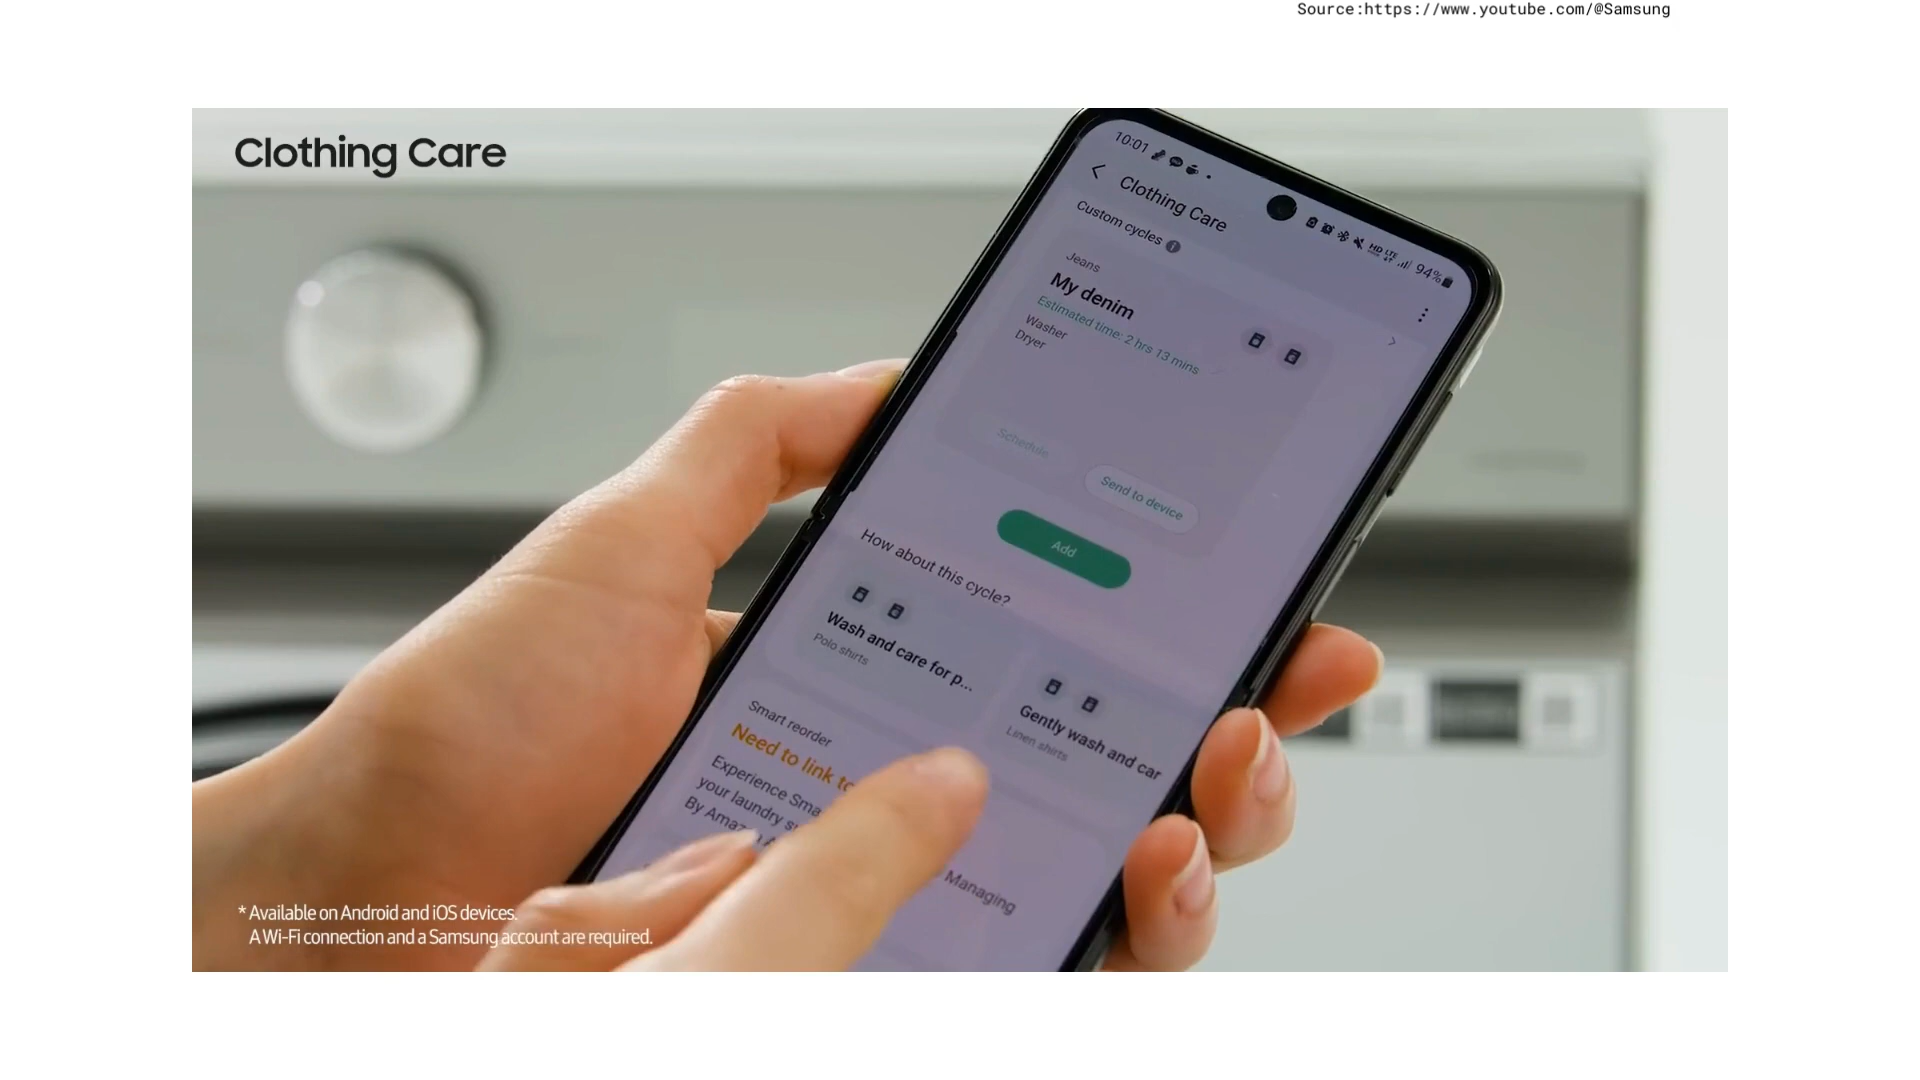 Source:https://www.youtube.com/@Samsung
Clothing Care
10:01
94%
Clothing Care
Custom cycles
Jeans
My denim
Estimated time: 2 hrs 13 mins
Washer
Dryer
Schedule
Send to device
Add
How about this cycle?
Wash and care for p...
Polo shirts
Gently wash and car
Linen shirts
Smart reorder
Need to link to
Experience Sma
your laundry
By Amaz
Managing
* Available on Android and iOS devices.
A Wi-Fi connection and a Samsung account are required.